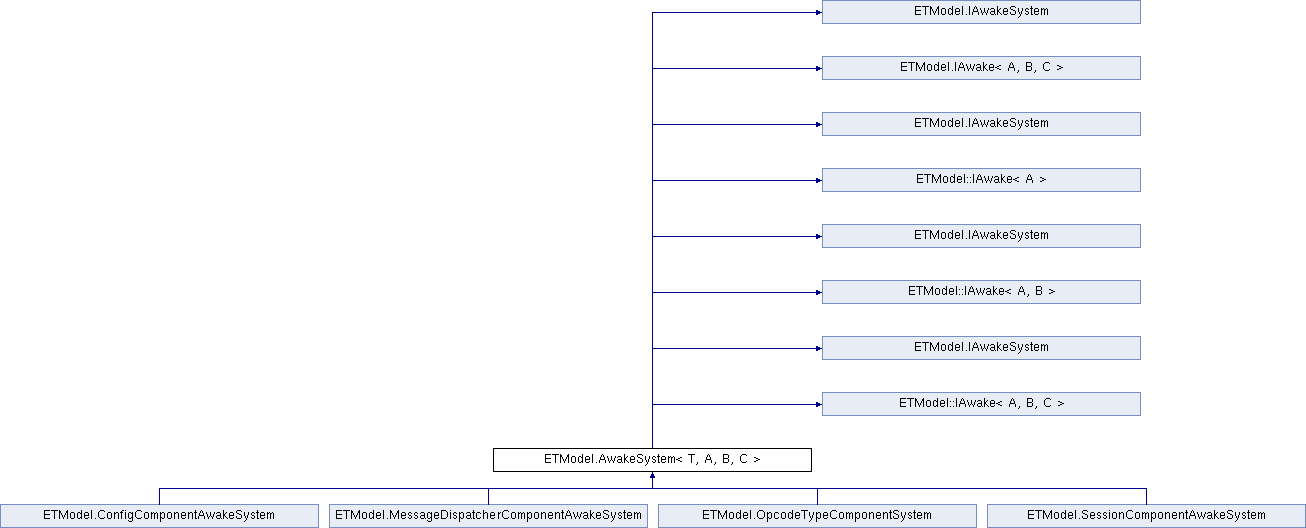 ETModel.IAwakeSystem
ETModel.IAwake< A, B, C >
ETModel.IAwakeSystem
ETModel::IAwake< A >
ETModel.IAwakeSystem
ETModel::IAwake< A, B >
ETModel.IAwakeSystem
ETModel::IAwake< A, B, C >
ETModel.AwakeSystem< T, A, B, C >
ETModel.ConfigComponentAwakeSystem
ETModel.MessageDispatcherComponentAwakeSystem
ETModel.OpcodeTypeComponentSystem
ETModel.SessionComponentAwakeSystem